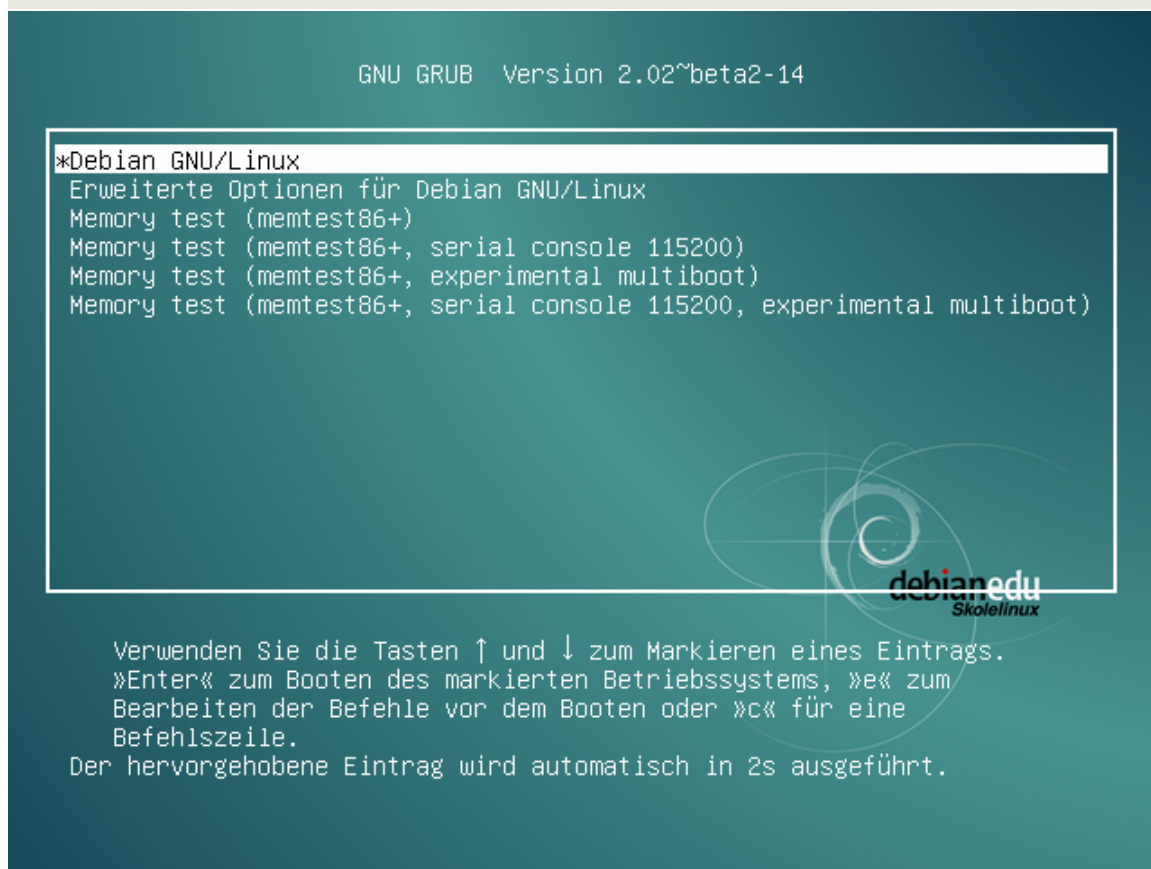 GNU GRUB Version 2.02~beta2-14
*Debian GNU/Linux
Erweiterte Optionen für Debian GNU/Linux
Memory test (memtest86+)
Memory test (memtest86+, serial console 115200)
Memory test (memtest86+, experimental multiboot)
Memory test (memtest86+, serial console 115200, experimental multiboot)
debianedu
Skolelinux
Verwenden Sie die Tasten ↑ und ↓ zum Markieren eines Eintrags.
»Enter« zum Booten des markierten Betriebssystems, »e« zum
Bearbeiten der Befehle vor dem Booten oder »c« für eine
Befehlszeile.
Der hervorgehobene Eintrag wird automatisch in 2s ausgeführt.